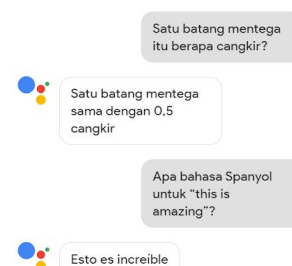 Satu batang mentega
itu berapa cangkir?
Satu batang mentega
sama dengan 0,5
cangkir
Apa bahasa Spanyol
untuk “this is
amazing”?
Esto es increíble